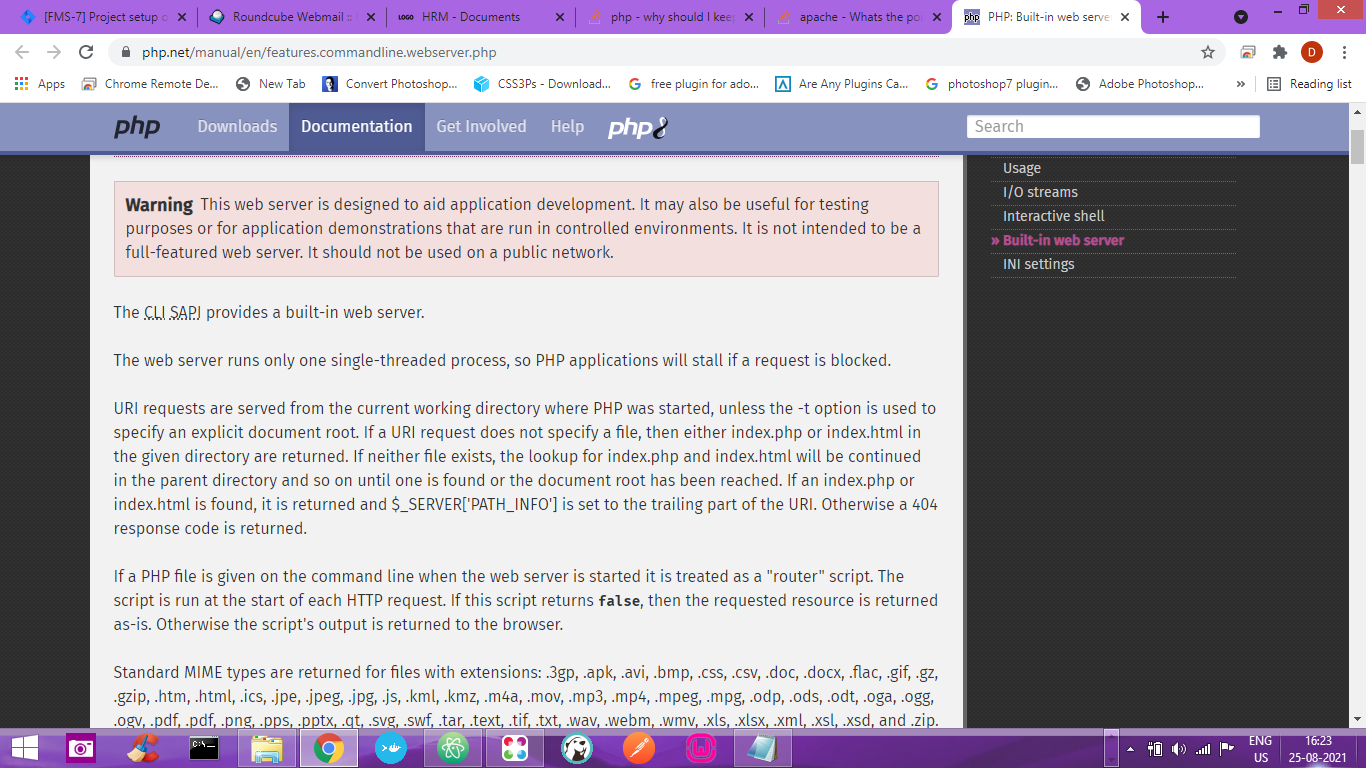 [FMS-7] Project setup o
Roundcube Webmail ::
HRM - Documents
php - why should I kee
apache - Whats the po
PHP: Built-in web serve
php.net/manual/en/features.commandline.webserver.php
D
Apps
Chrome Remote De...
New Tab
Convert Photoshop...
CSS3Ps - Download...
free plugin for ado...
Are Any Plugins Ca...
photoshop7 plugin...
Adobe Photoshop...
»
Reading list
php
Downloads
Documentation
Get Involved
Help
php8
Search
Usage
I/O streams
Interactive shell
» Built-in web server
INI settings
Warning This web server is designed to aid application development. It may also be useful for testing
purposes or for application demonstrations that are run in controlled environments. It is not intended to be a
full-featured web server. It should not be used on a public network.
The CLI SAPI provides a built-in web server.
The web server runs only one single-threaded process, so PHP applications will stall if a request is blocked.
URI requests are served from the current working directory where PHP was started, unless the -t option is used to
specify an explicit document root. If a URI request does not specify a file, then either index.php or index.html in
the given directory are returned. If neither file exists, the lookup for index.php and index.html will be continued
in the parent directory and so on until one is found or the document root has been reached. If an index.php or
index.html is found, it is returned and $_SERVER['PATH_INFO'] is set to the trailing part of the URI. Otherwise a 404
response code is returned.
If a PHP file is given on the command line when the web server is started it is treated as a "router" script. The
script is run at the start of each HTTP request. If this script returns false, then the requested resource is returned
as-is. Otherwise the script's output is returned to the browser.
Standard MIME types are returned for files with extensions: .3gp, .apk, .avi, .bmp, .css, .csv, .doc, .docx, .flac, .gif, .gz,
.gzip, .htm, .html, .ics, .jpe, .jpeg, .jpg, .js, .kml, .kmz, .m4a, .mov, .mp3, .mp4, .mpeg, .mpg, .odp, .ods, .odt, .oga, .ogg,
.ogv, .pdf, .pdf, .png, .pps, .pptx, .qt, .svg, .swf, .tar, .text, .tif, .txt, .wav, .webm, .wmv, .xls, .xlsx, .xml, .xsl, .xsd, and .zip.
ENG
US
16:23
25-08-2021